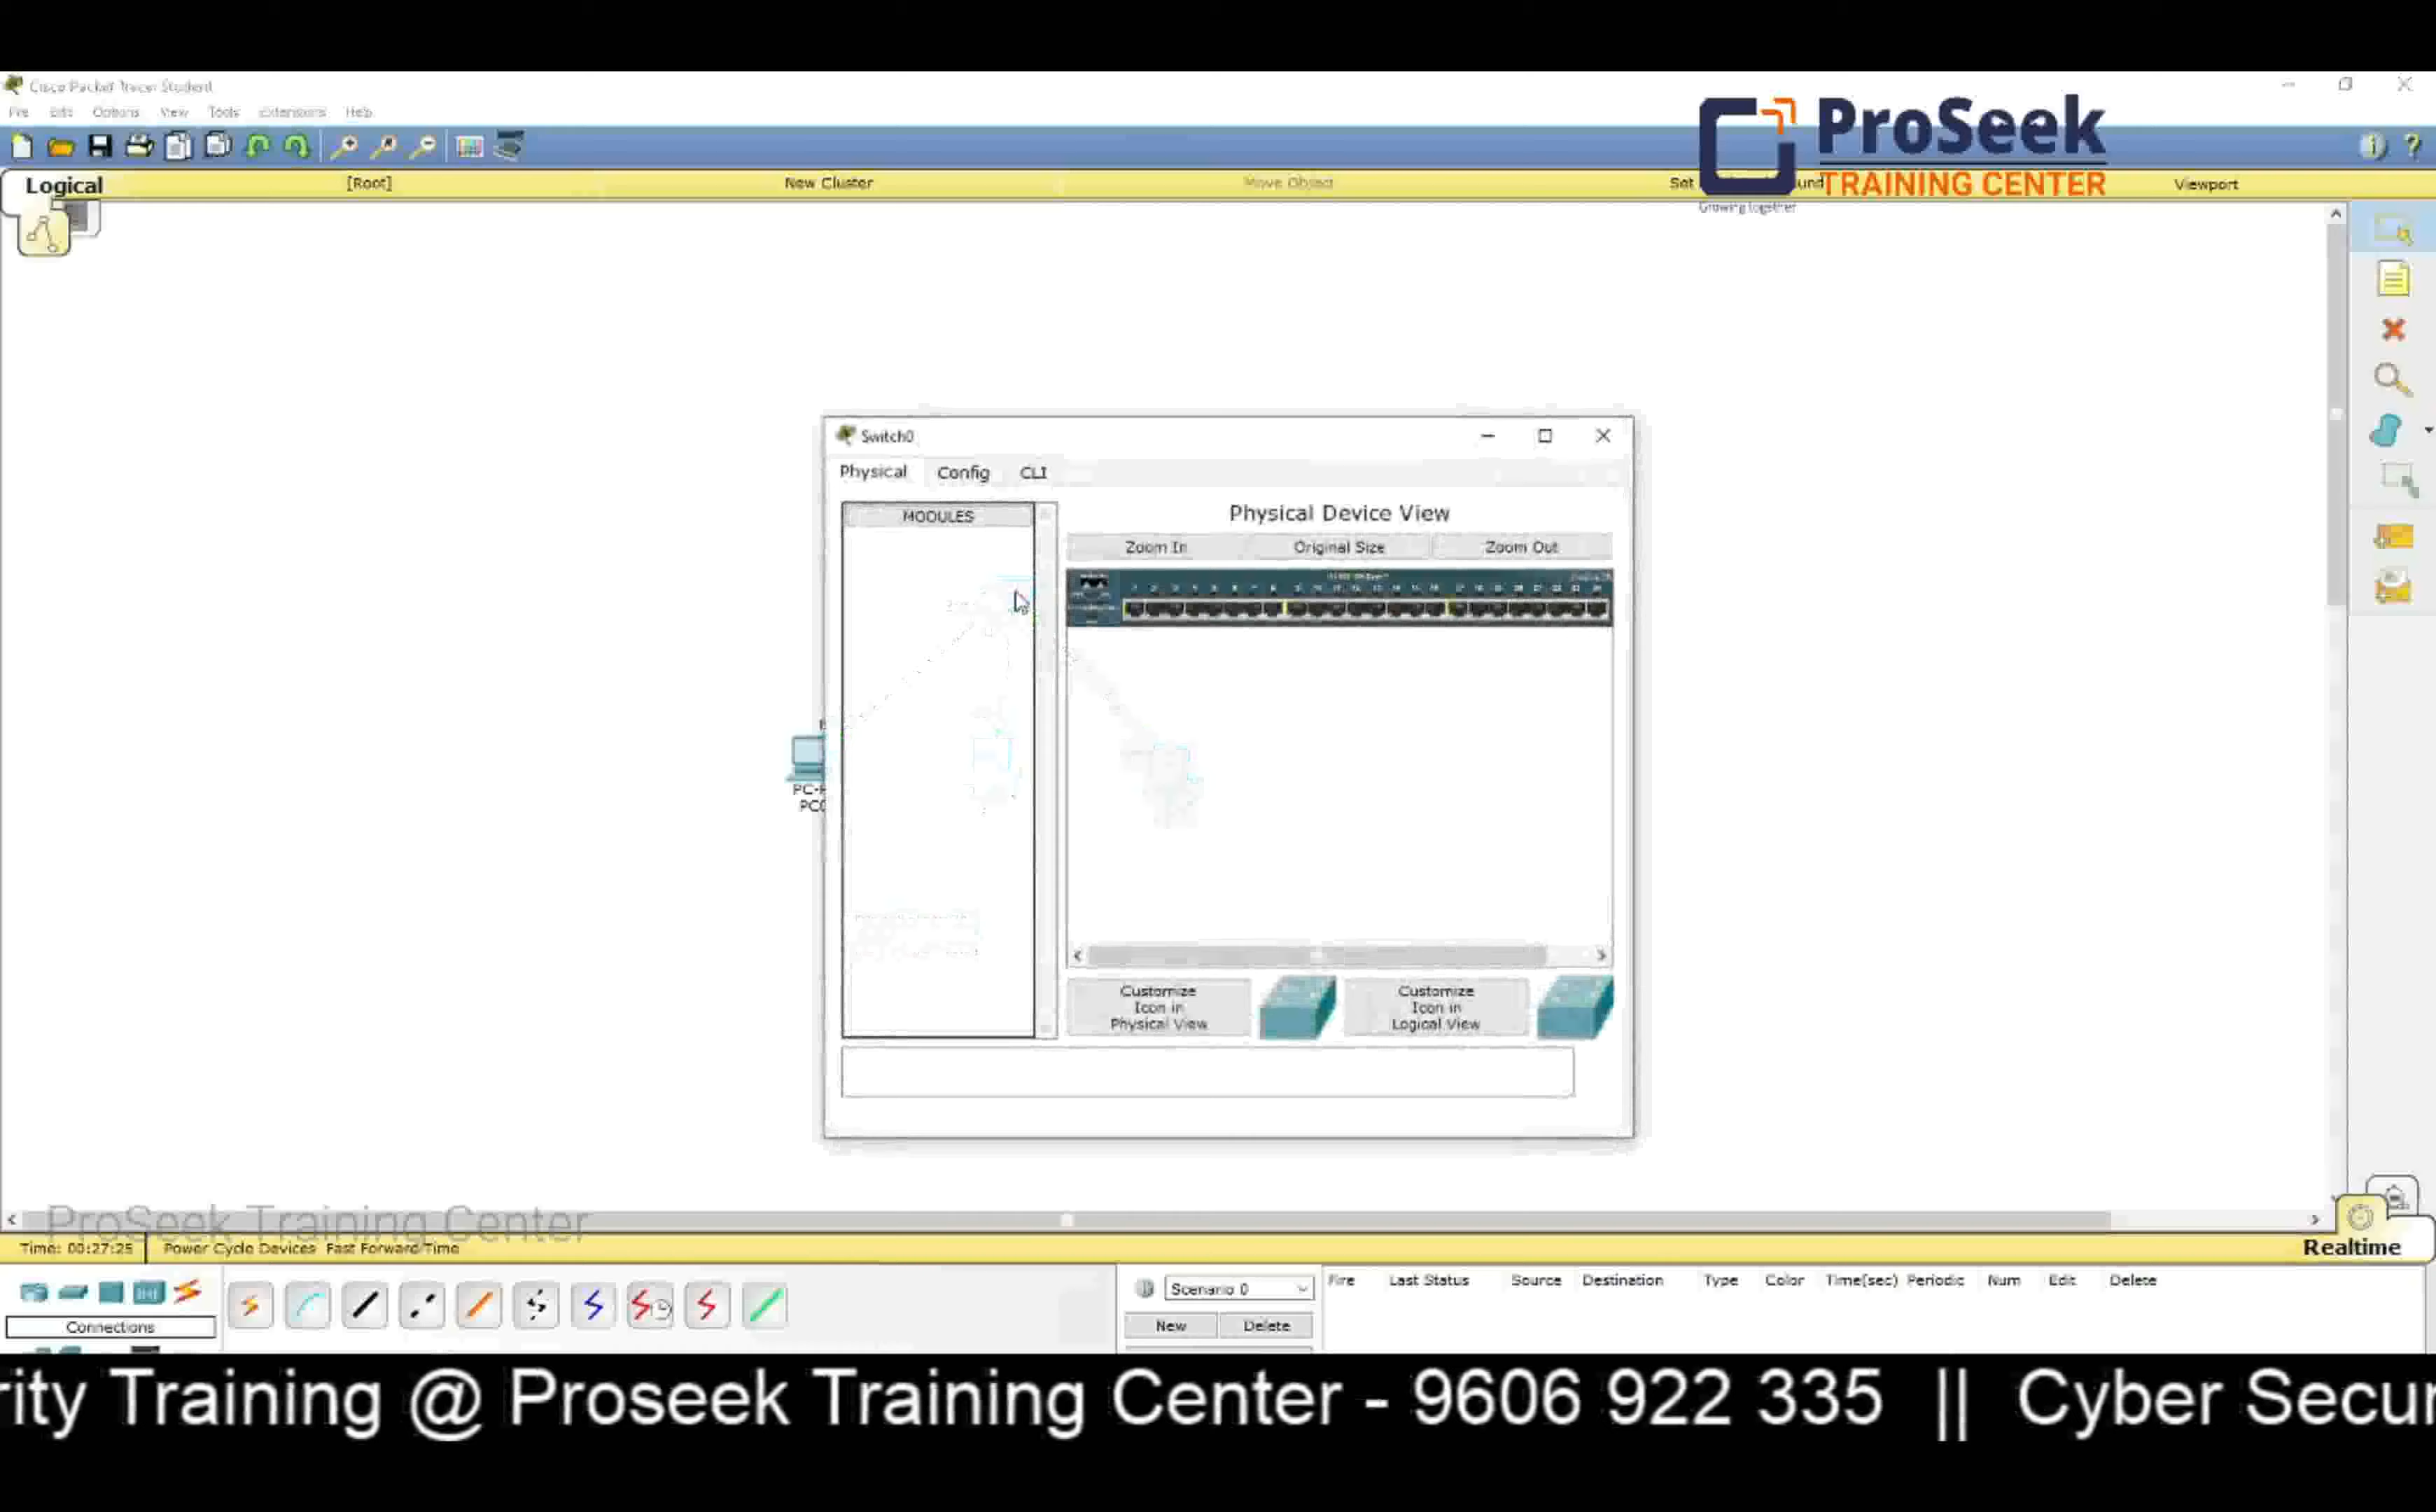 Cisco Packet Tracer Student
File Edit Options View Tools Extensions Help
ProSeek
TRAINING CENTER
Growing together
Logical [Root] New Cluster Move Object Set Viewport
Switch0
Physical Config CLI
MODULES
Physical Device View
Zoom In Original Size Zoom Out
Customize
Icon in
Physical View
Customize
Icon in
Logical View
ProSeek Training Center
Time: 00:27:25 Power Cycle Devices Fast Forward Time
Realtime
Connections
Scenario 0
New Delete
Fire Last Status Source Destination Type Color Time(sec) Periodic Num Edit Delete
rity Training @ Proseek Training Center - 9606 922 335 || Cyber Secur